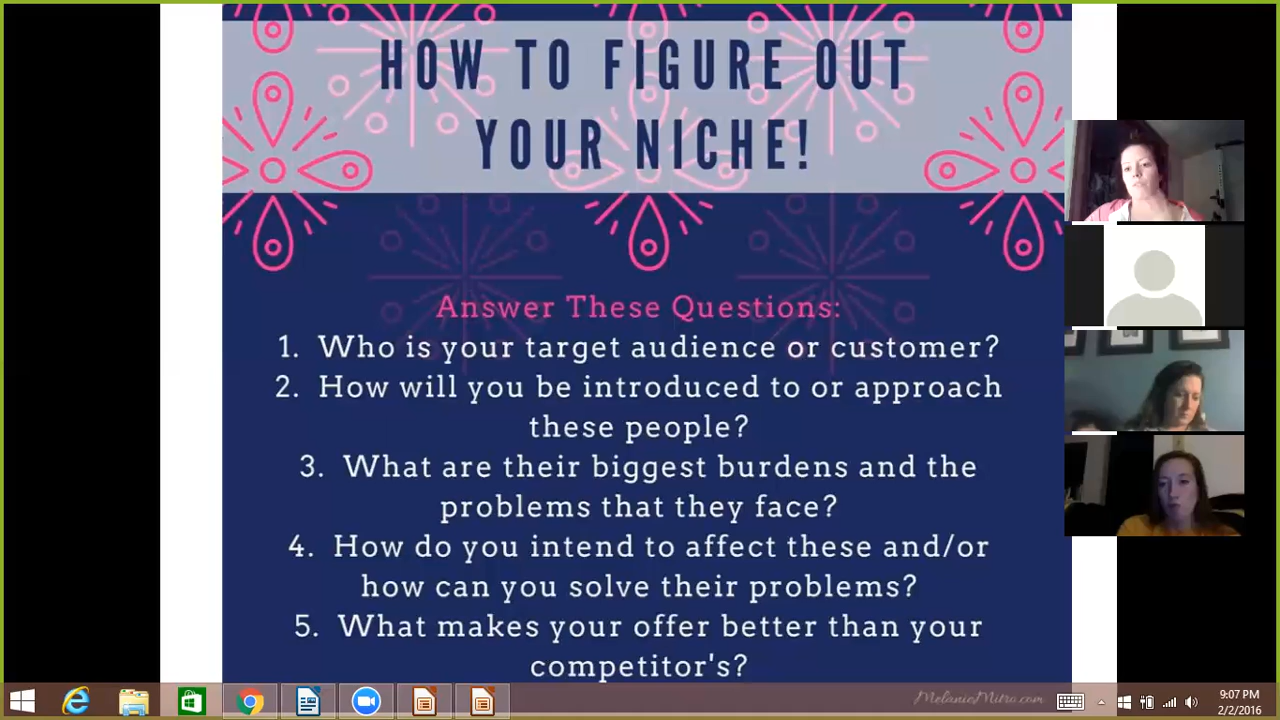 HOW TO FIGURE OUT
YOUR NICHE!
Answer These Questions:
1. Who is your target audience or customer?
2. How will you be introduced to or approach
these people?
3. What are their biggest burdens and the
problems that they face?
4. How do you intend to affect these and/or
how can you solve their problems?
5. What makes your offer better than your
competitor's?
MelanieMitro.com
9:07 PM
2/2/2016